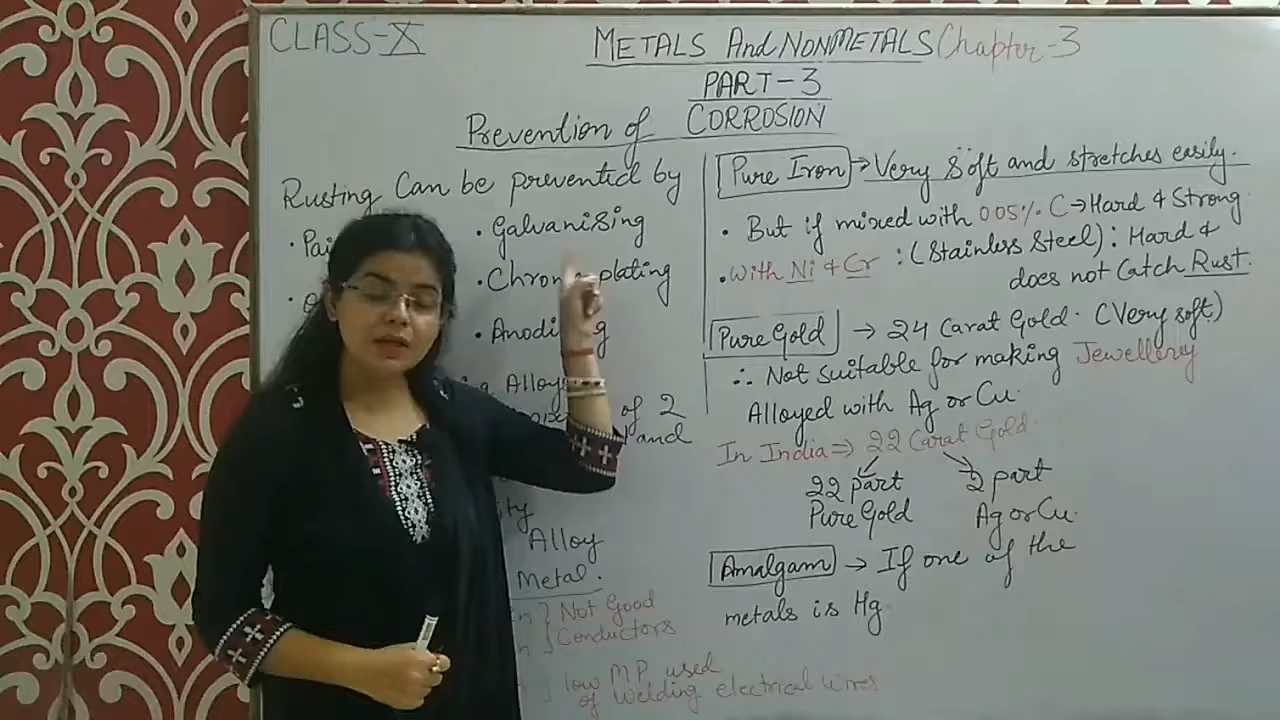 CLASS-X
METALS And NONMETALS Chapter-3
PART-3
Prevention of CORROSION
Rusting Can be prevented by
· Galvanising
· plating
· Alloy
of 2
and
Alloy
Metal.
Not Good
Conductors
low MP used
of welding electrical wires
Pure Iron → Very Soft and stretches easily.
· But if mixed with 0.05% C → Hard & Strong
· With Ni & Cr : (Stainless Steel) : Hard &
does not Catch Rust.
Pure Gold → 24 Carat Gold. (Very soft)
∴ Not suitable for making Jewellery
Alloyed with Ag or Cu.
In India ⇒ 22 Carat Gold
22 part 2 part
Pure Gold Ag or Cu.
Amalgam → If one of the
metals is Hg